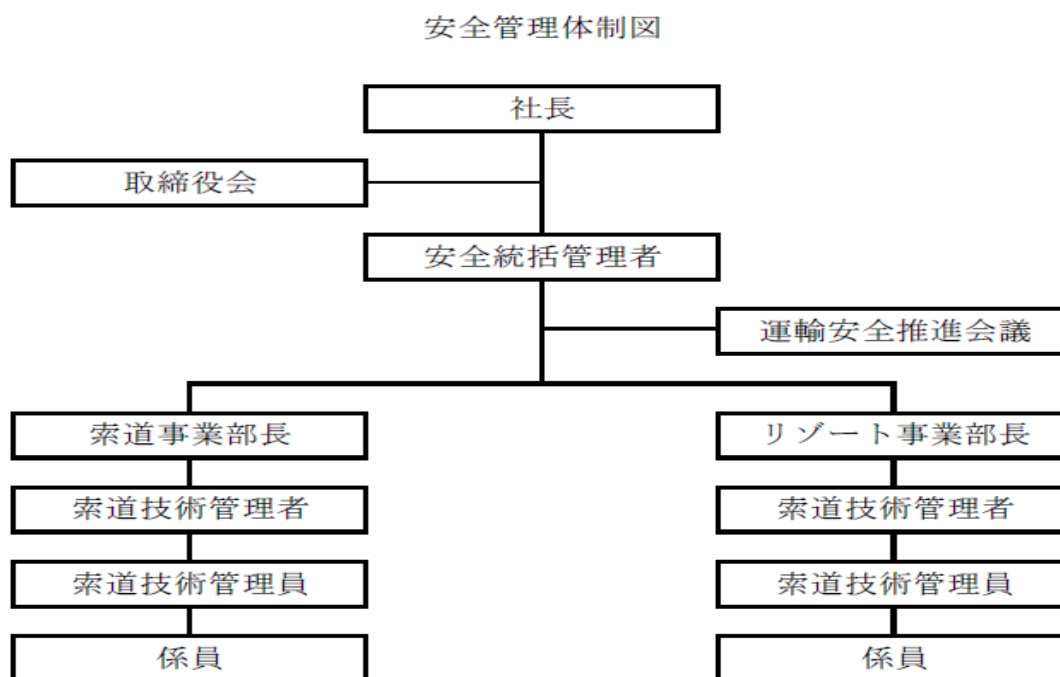 安全管理体制図
社長
取締役会
安全統括管理者
運輸安全推進会議
索道事業部長
リゾート事業部長
索道技術管理者
索道技術管理者
索道技術管理員
索道技術管理員
係員
係員